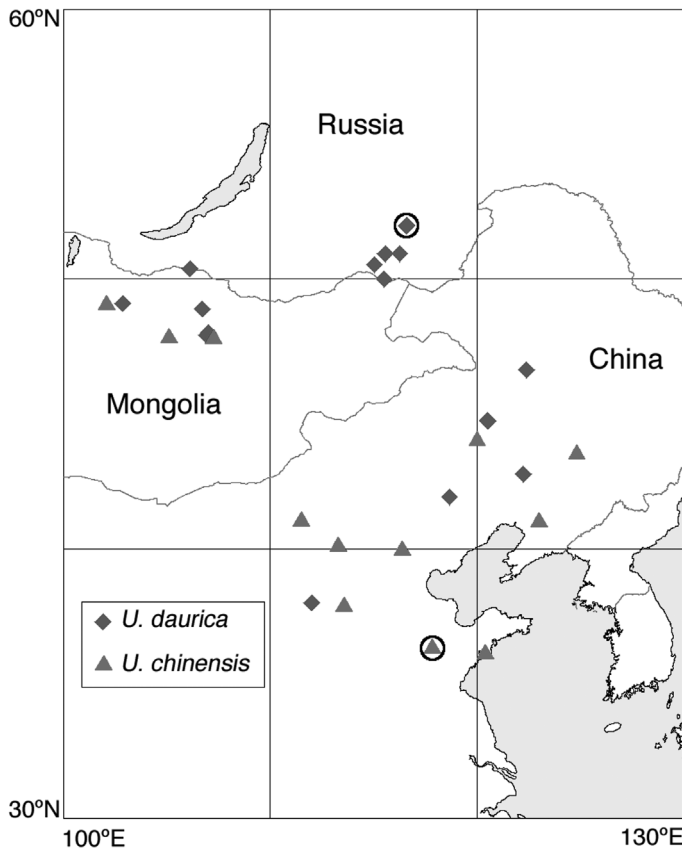 60ºN
Russia
China
Mongolia
U. daurica
U. chinensis
30ºN
100ºE
130ºE